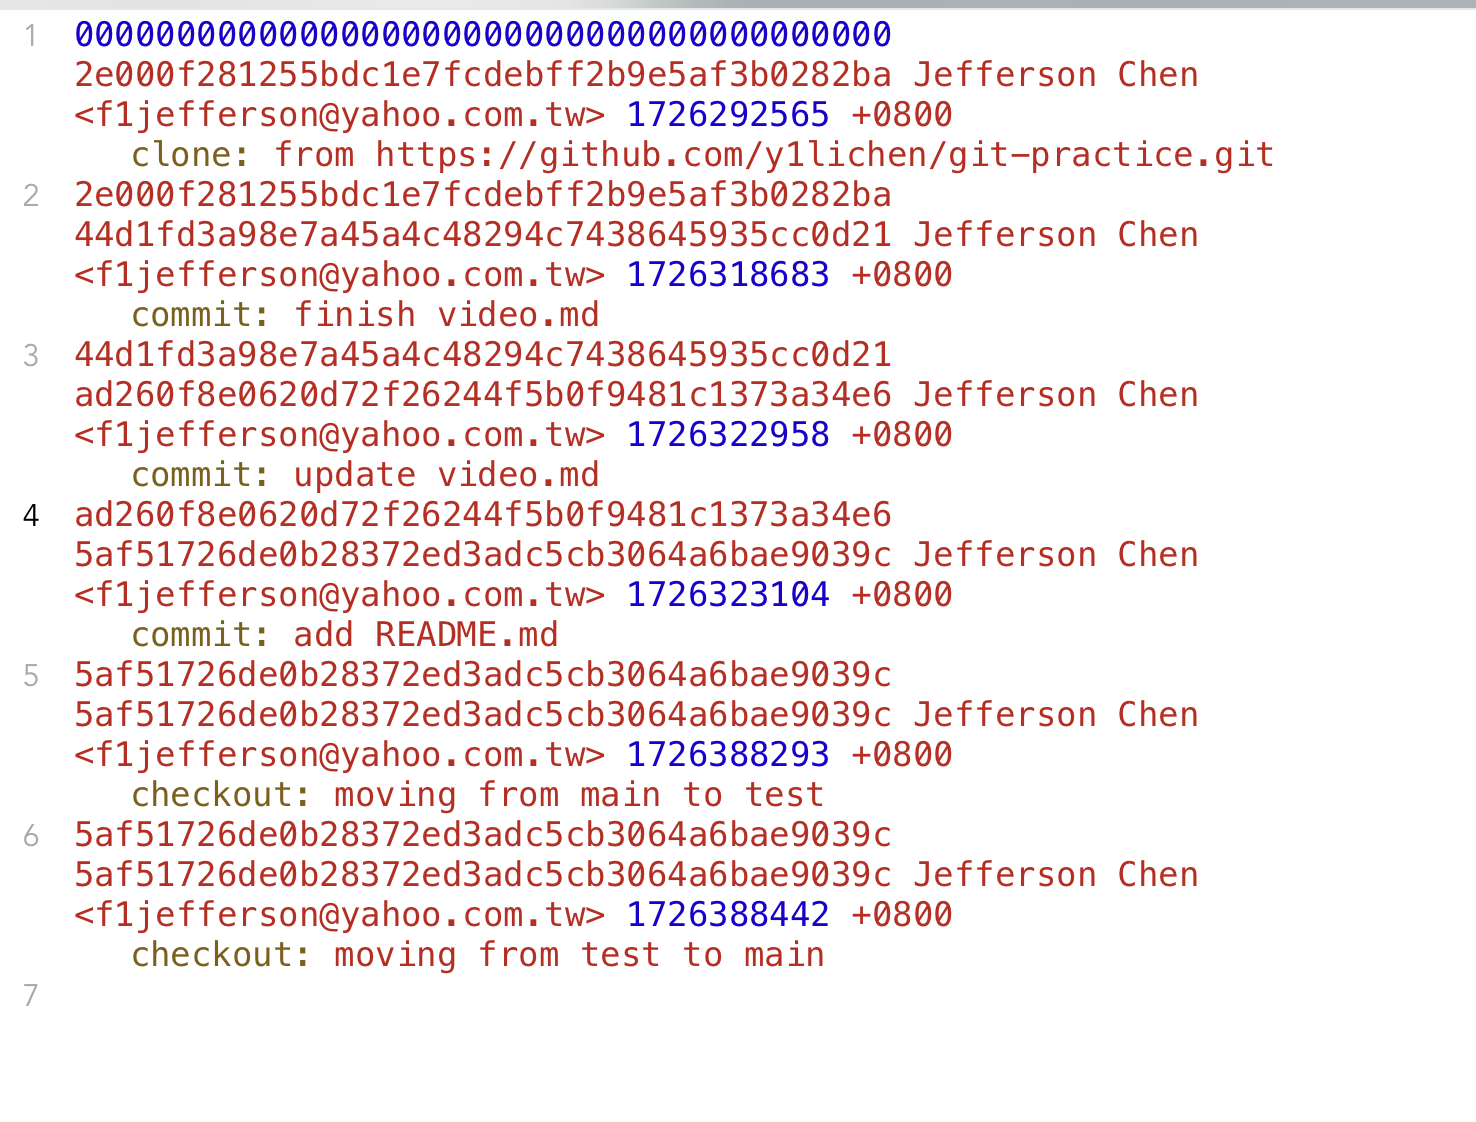 1 0000000000000000000000000000000000000000
2e000f281255bdc1e7fcdebff2b9e5af3b0282ba Jefferson Chen
<f1jefferson@yahoo.com.tw> 1726292565 +0800
clone: from https://github.com/y1lichen/git-practice.git
2 2e000f281255bdc1e7fcdebff2b9e5af3b0282ba
44d1fd3a98e7a45a4c48294c7438645935cc0d21 Jefferson Chen
<f1jefferson@yahoo.com.tw> 1726318683 +0800
commit: finish video.md
3 44d1fd3a98e7a45a4c48294c7438645935cc0d21
ad260f8e0620d72f26244f5b0f9481c1373a34e6 Jefferson Chen
<f1jefferson@yahoo.com.tw> 1726322958 +0800
commit: update video.md
4 ad260f8e0620d72f26244f5b0f9481c1373a34e6
5af51726de0b28372ed3adc5cb3064a6bae9039c Jefferson Chen
<f1jefferson@yahoo.com.tw> 1726323104 +0800
commit: add README.md
5 5af51726de0b28372ed3adc5cb3064a6bae9039c
5af51726de0b28372ed3adc5cb3064a6bae9039c Jefferson Chen
<f1jefferson@yahoo.com.tw> 1726388293 +0800
checkout: moving from main to test
6 5af51726de0b28372ed3adc5cb3064a6bae9039c
5af51726de0b28372ed3adc5cb3064a6bae9039c Jefferson Chen
<f1jefferson@yahoo.com.tw> 1726388442 +0800
checkout: moving from test to main
7